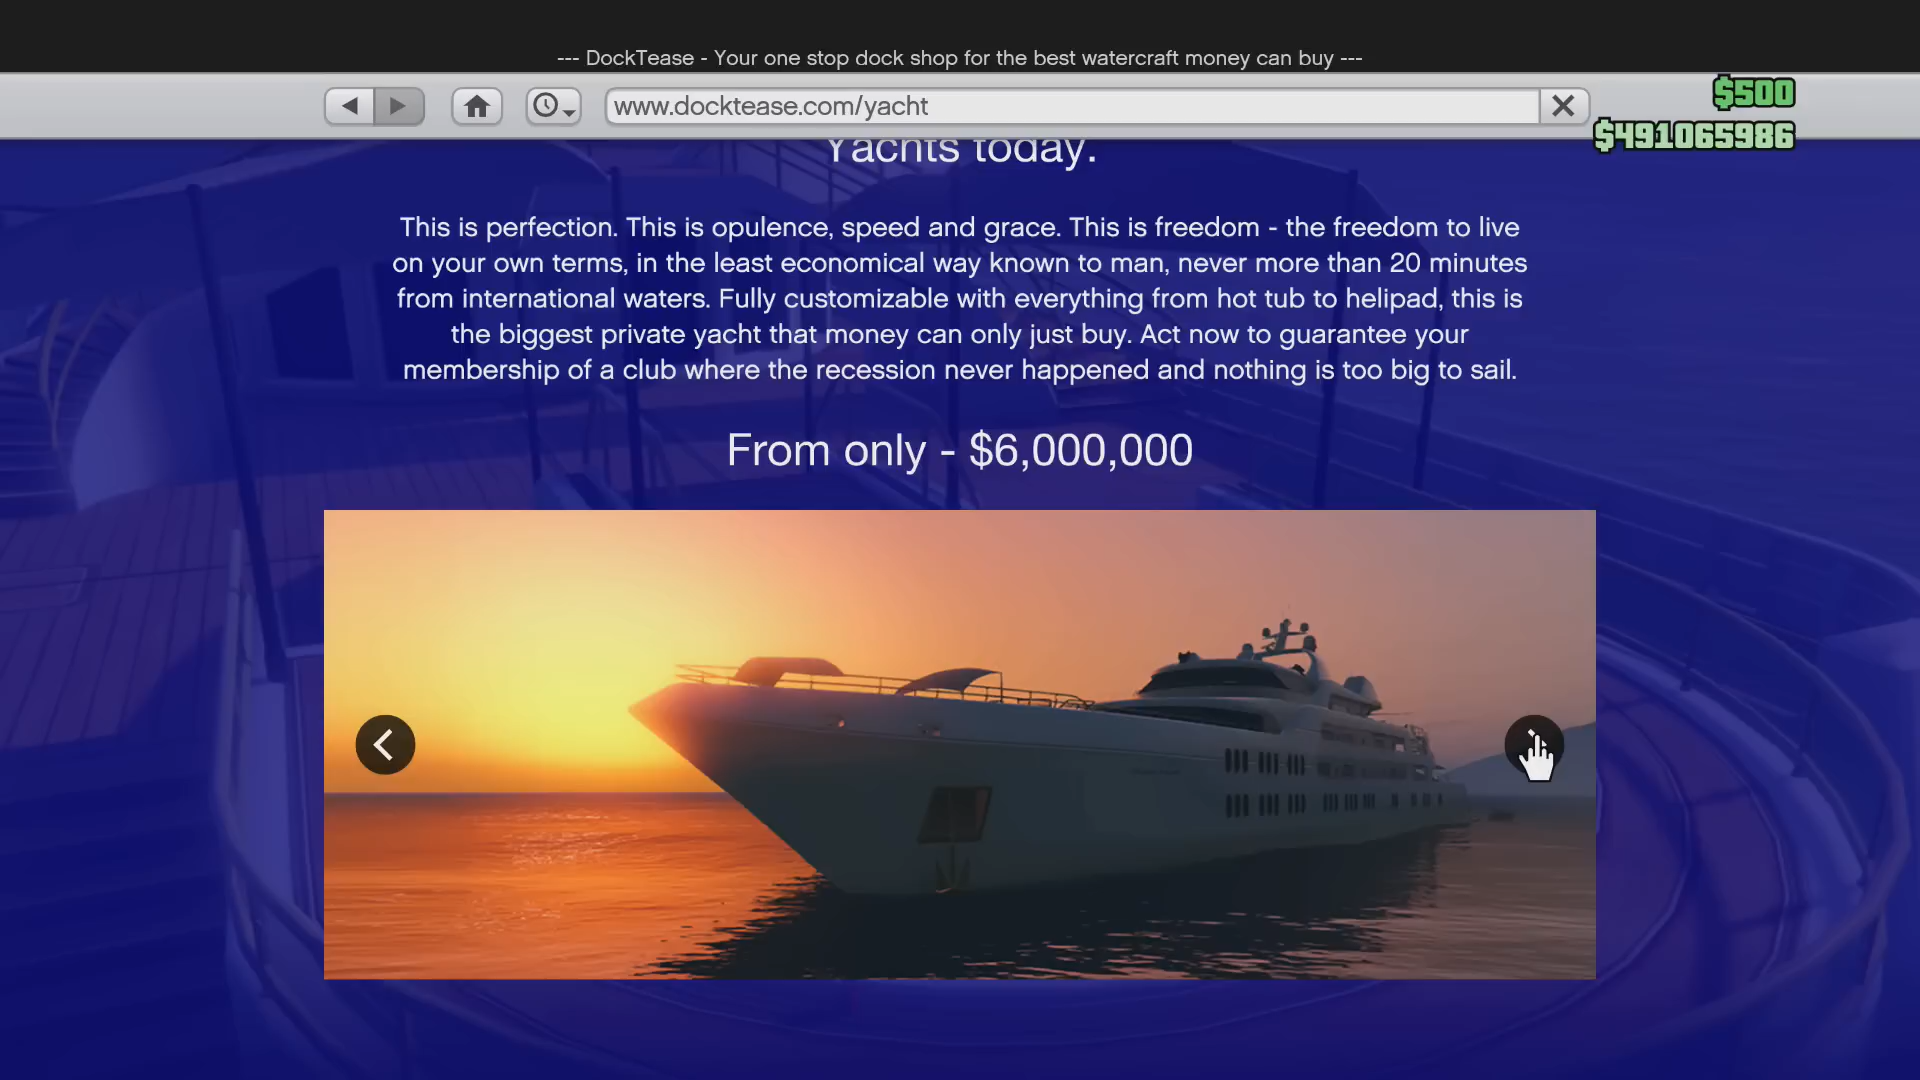 --- DockTease - Your one stop dock shop for the best watercraft money can buy ---
www.docktease.com/yacht
$500
$491065986
Yachts today.
This is perfection. This is opulence, speed and grace. This is freedom - the freedom to live
on your own terms, in the least economical way known to man, never more than 20 minutes
from international waters. Fully customizable with everything from hot tub to helipad, this is
the biggest private yacht that money can only just buy. Act now to guarantee your
membership of a club where the recession never happened and nothing is too big to sail.
From only - $6,000,000